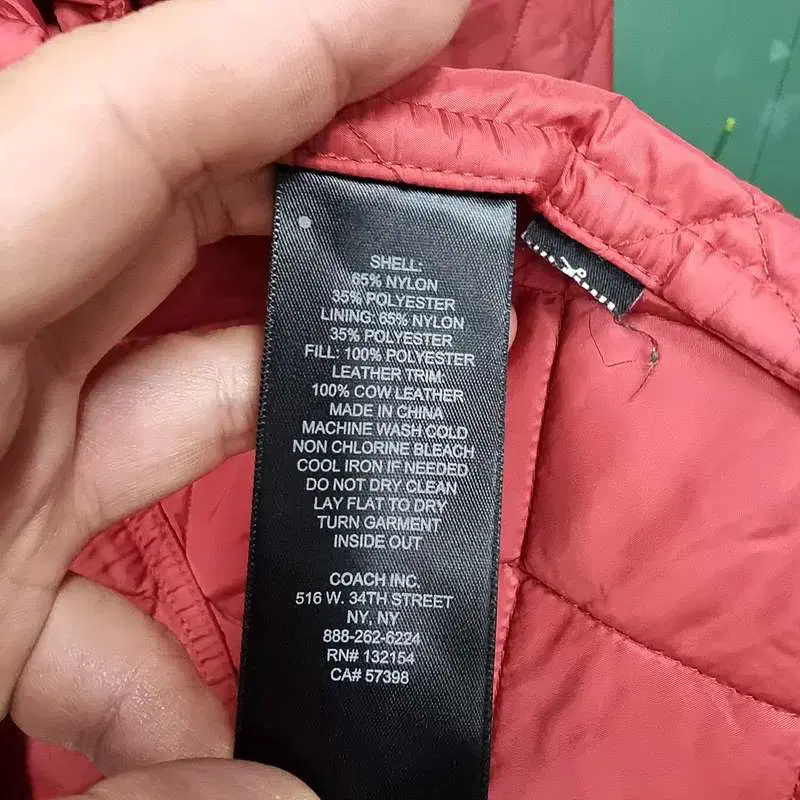 SHELL:
65% NYLON
35% POLYESTER
LINING: 65% NYLON
35% POLYESTER
FILL: 100% POLYESTER
LEATHER TRIM:
100% COW LEATHER
MADE IN CHINA
MACHINE WASH COLD
NON CHLORINE BLEACH
COOL IRON IF NEEDED
DO NOT DRY CLEAN
LAY FLAT TO DRY
TURN GARMENT
INSIDE OUT
COACH INC.
516 W. 34TH STREET
NY, NY
888-262-6224
RN# 132154
CA# 57398